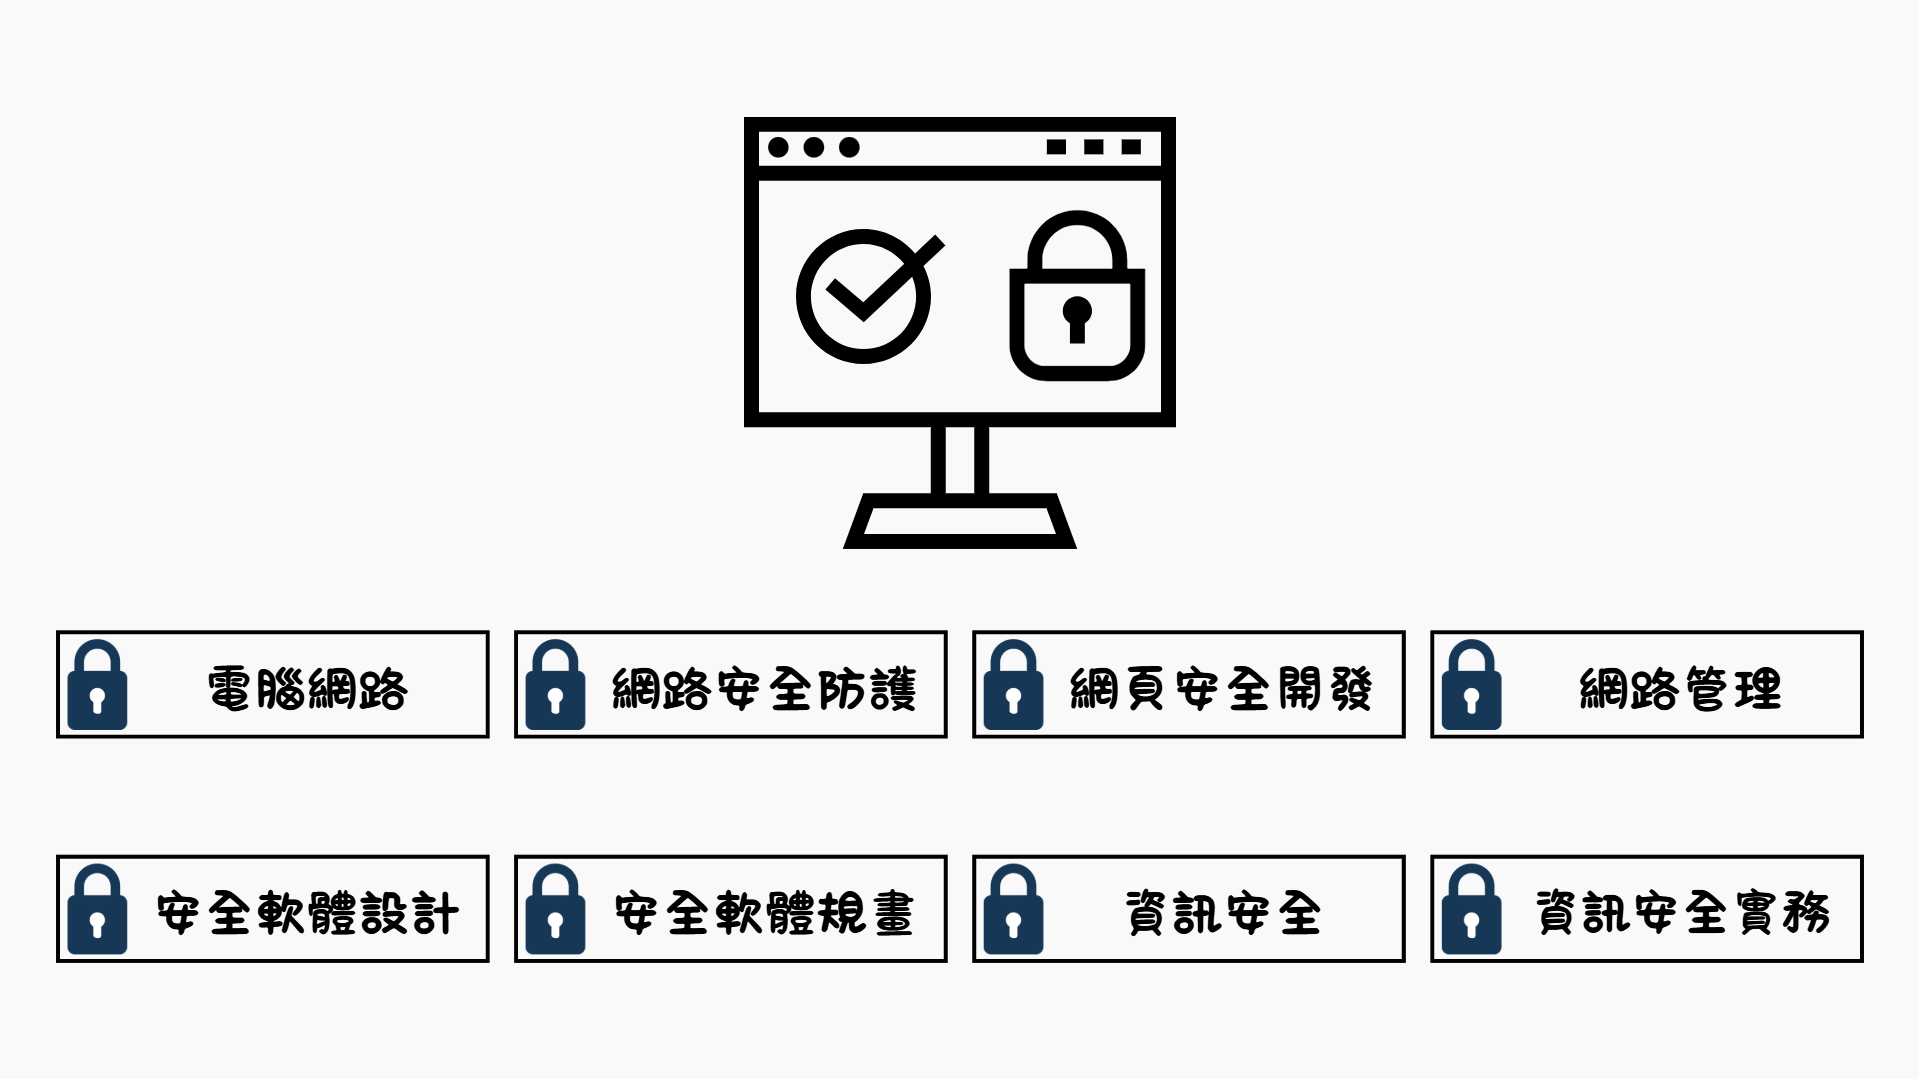 電腦網路
網路安全防護
網頁安全開發
網路管理
安全軟體設計
安全軟體規畫
資訊安全
資訊安全實務